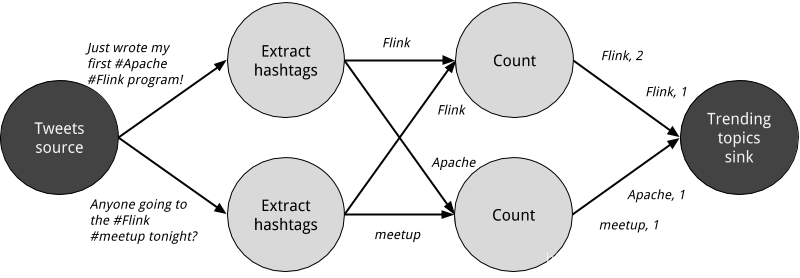 Just wrote my
first #Apache
#Flink program!
Tweets
source
Anyone going to
the #Flink
#meetup tonight?
Extract
hashtags
Extract
hashtags
Flink
Flink
Apache
meetup
Count
Count
Flink, 2
Flink, 1
Apache, 1
meetup, 1
Trending
topics
sink